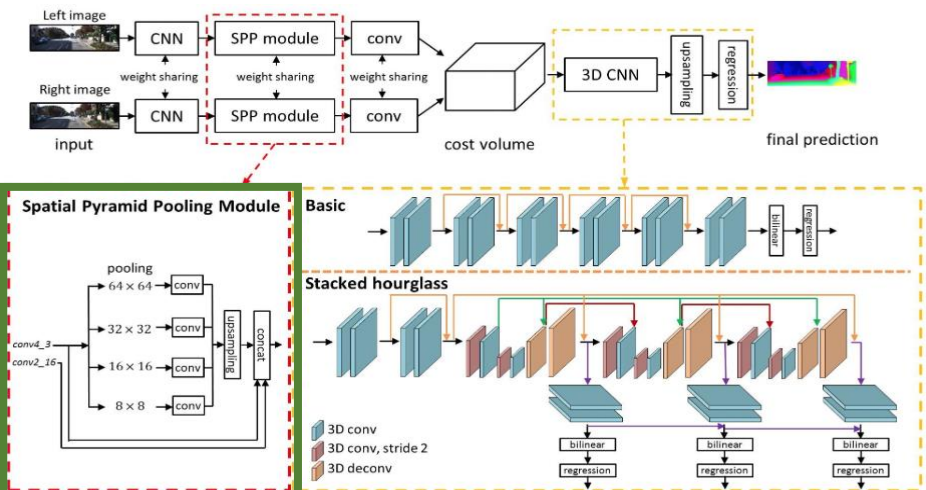 Left image
CNN
SPP module
conv
weight sharing
weight sharing
weight sharing
Right image
CNN
SPP module
conv
input
cost volume
3D CNN
upsampling
regression
final prediction
Spatial Pyramid Pooling Module
pooling
64 × 64
conv
32 × 32
conv
16 × 16
conv
8 × 8
conv
conv4_3
conv2_16
upsampling
concat
Basic
bilinear
regression
Stacked hourglass
3D conv
3D conv, stride 2
3D deconv
bilinear
bilinear
bilinear
regression
regression
regression